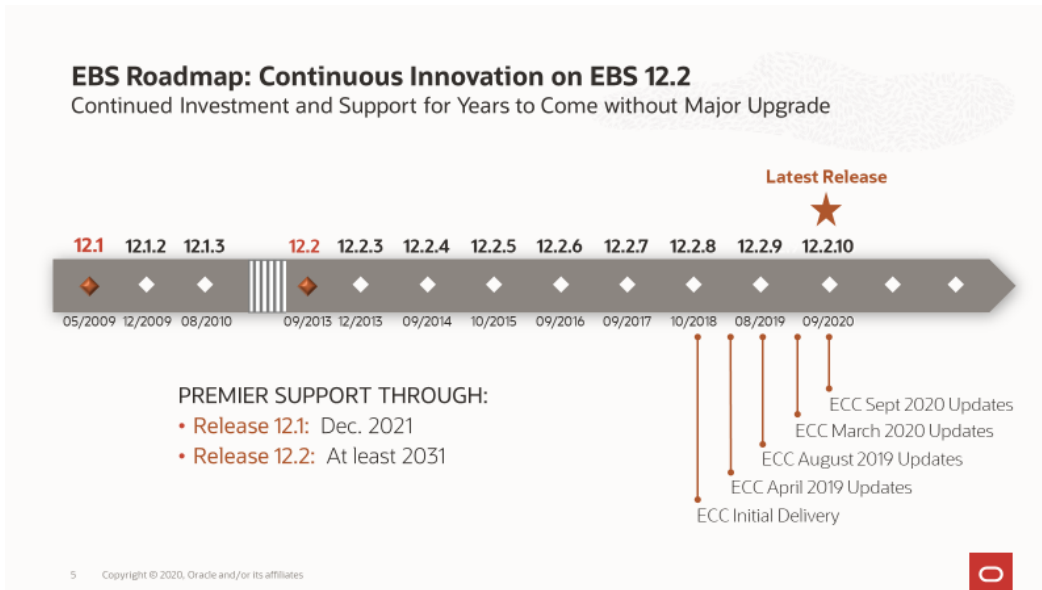 EBS Roadmap: Continuous Innovation on EBS 12.2
Continued Investment and Support for Years to Come without Major Upgrade
Latest Release
12.1 12.1.2 12.1.3 12.2 12.2.3 12.2.4 12.2.5 12.2.6 12.2.7 12.2.8 12.2.9 12.2.10
05/2009 12/2009 08/2010 09/2013 12/2013 09/2014 10/2015 09/2016 09/2017 10/2018 08/2019 09/2020
PREMIER SUPPORT THROUGH:
• Release 12.1: Dec. 2021
• Release 12.2: At least 2031
ECC Sept 2020 Updates
ECC March 2020 Updates
ECC August 2019 Updates
ECC April 2019 Updates
ECC Initial Delivery
5 Copyright © 2020, Oracle and/or its affiliates